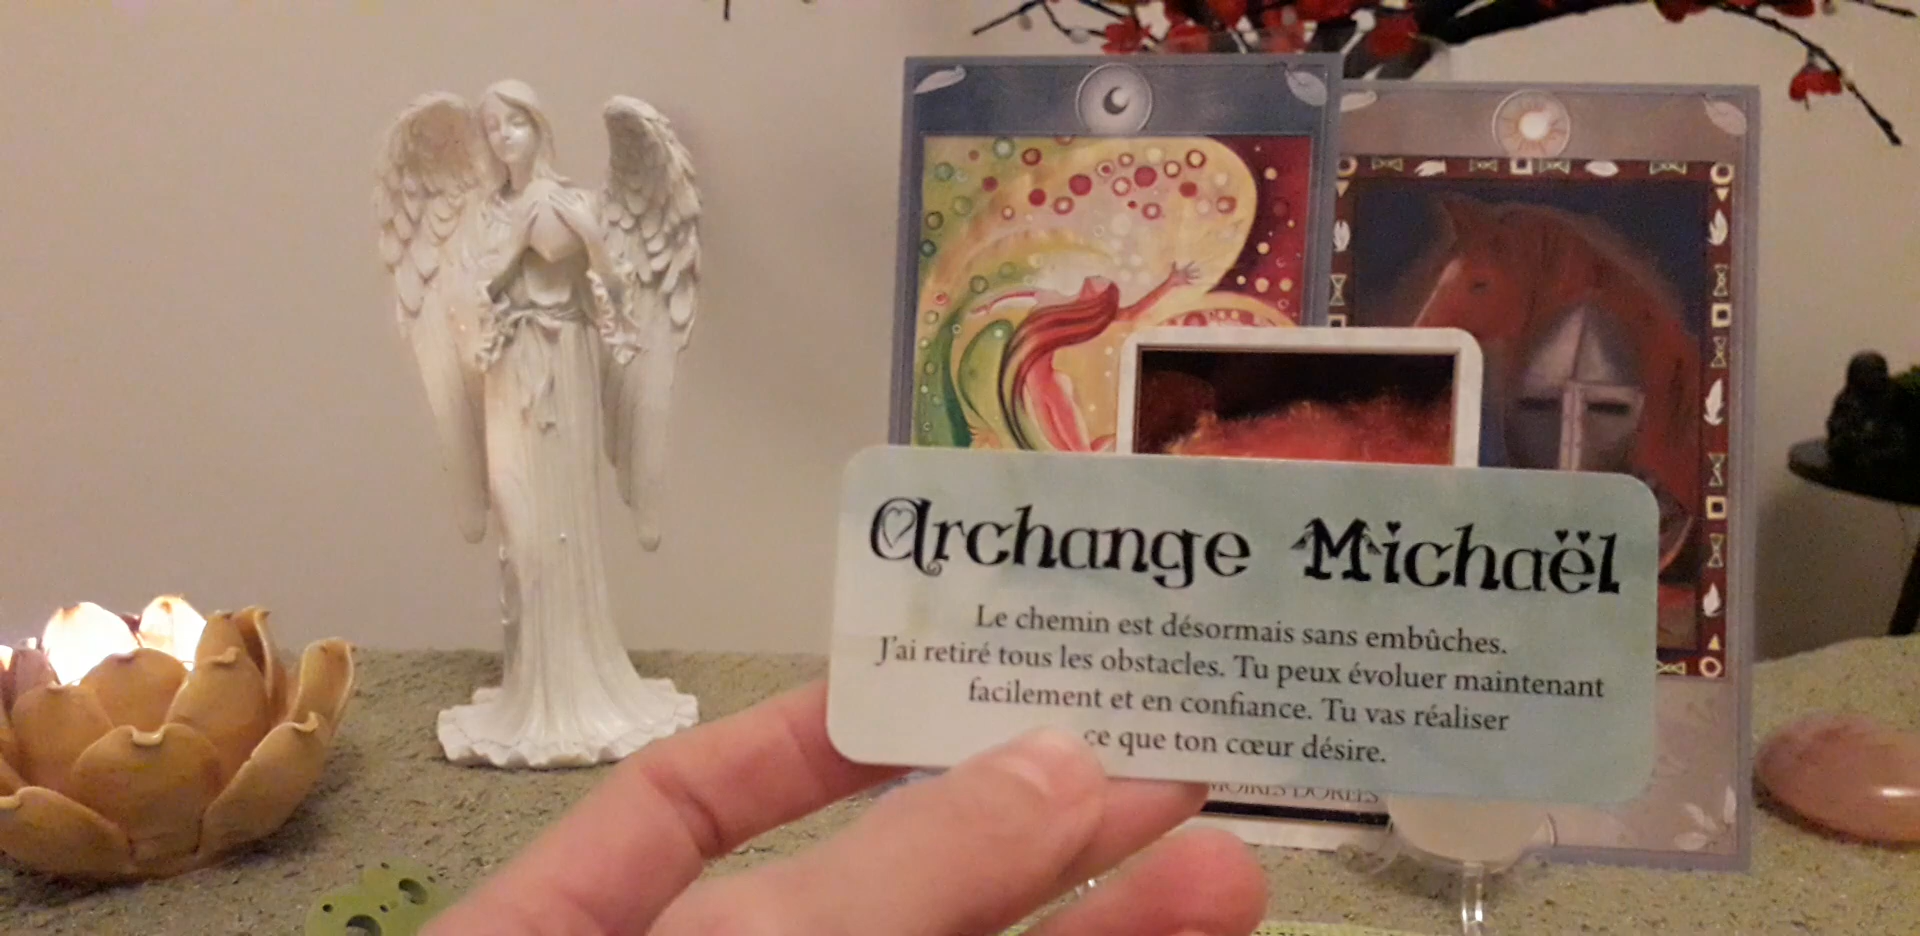 Archange Michaël
Le chemin est désormais sans embûches.
J'ai retiré tous les obstacles. Tu peux évoluer maintenant
facilement et en confiance. Tu vas réaliser
ce que ton cœur désire.